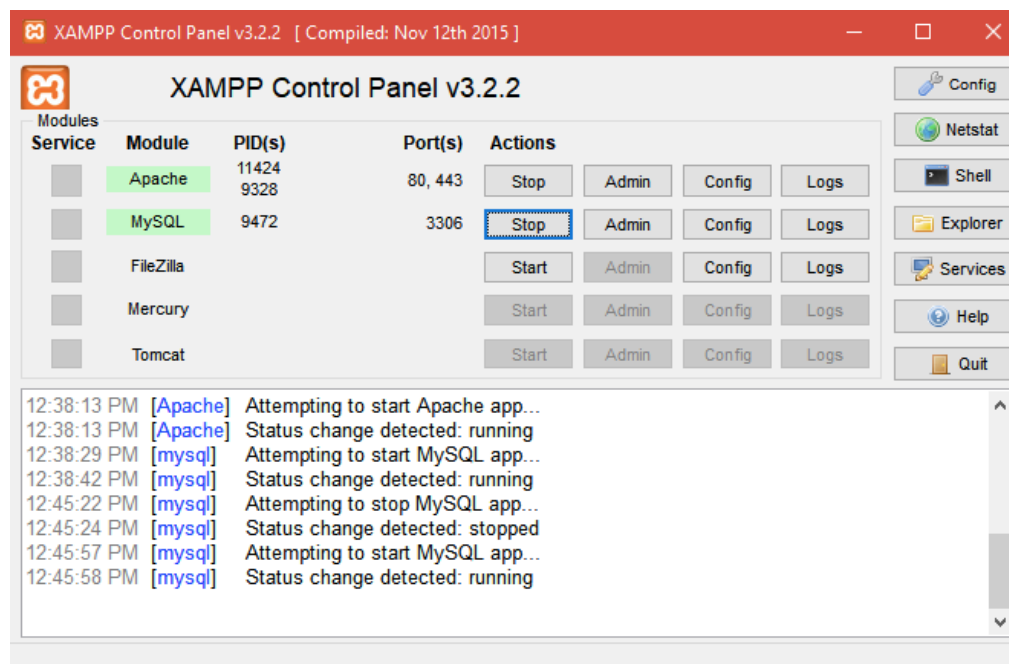 XAMPP Control Panel v3.2.2 [ Compiled: Nov 12th 2015 ]
XAMPP Control Panel v3.2.2
Config
Netstat
Shell
Explorer
Services
Help
Quit
Modules
Service Module PID(s) Port(s) Actions
Apache 11424 9328 80, 443 Stop Admin Config Logs
MySQL 9472 3306 Stop Admin Config Logs
FileZilla Start Admin Config Logs
Mercury Start Admin Config Logs
Tomcat Start Admin Config Logs
12:38:13 PM [Apache] Attempting to start Apache app...
12:38:13 PM [Apache] Status change detected: running
12:38:29 PM [mysql] Attempting to start MySQL app...
12:38:42 PM [mysql] Status change detected: running
12:45:22 PM [mysql] Attempting to stop MySQL app...
12:45:24 PM [mysql] Status change detected: stopped
12:45:57 PM [mysql] Attempting to start MySQL app...
12:45:58 PM [mysql] Status change detected: running